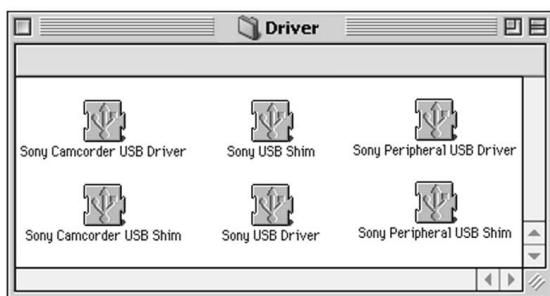 Driver
Sony Camcorder USB Driver Sony USB Shim Sony Peripheral USB Driver
Sony Camcorder USB Shim Sony USB Driver Sony Peripheral USB Shim